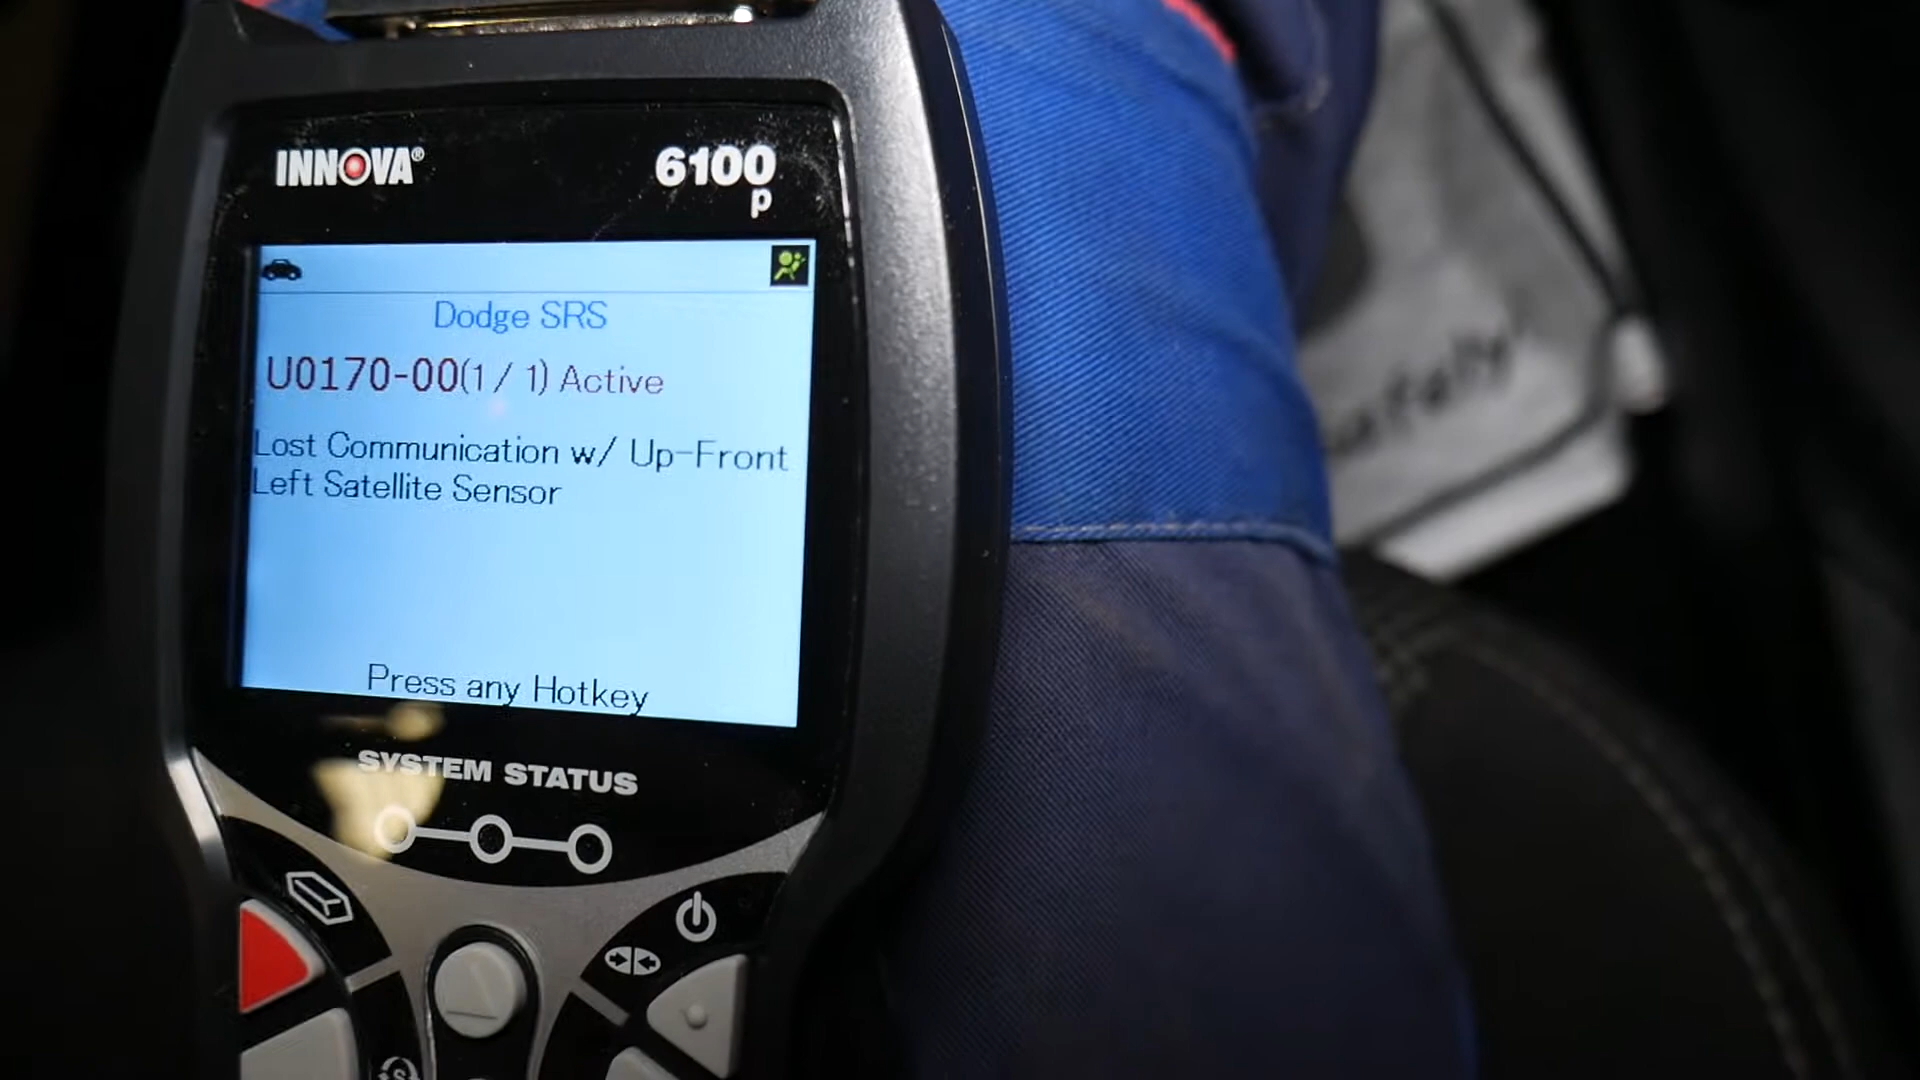 INNOVA®
6100
p
Dodge SRS
U0170-00(1/ 1) Active
Lost Communication w/ Up-Front
Left Satellite Sensor
Press any Hotkey
SYSTEM STATUS
Safely